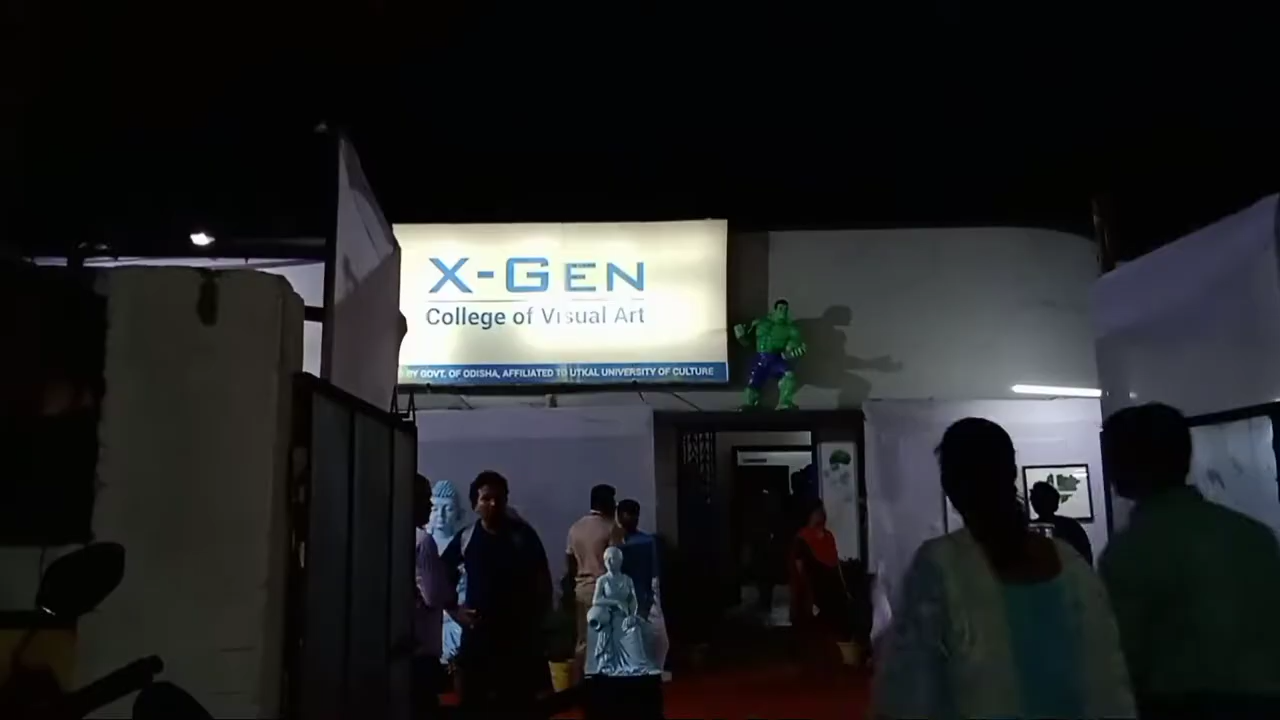 X-GEN
College of Visual Art
BY GOVT. OF ODISHA, AFFILIATED TO UTKAL UNIVERSITY OF CULTURE